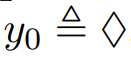 y₀ ≜ ◊